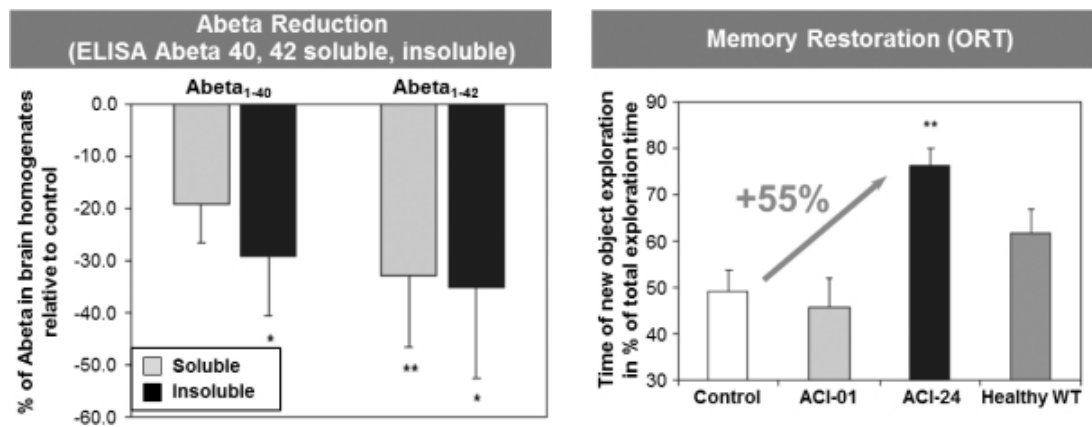 Abeta Reduction
(ELISA Abeta 40, 42 soluble, insoluble)
% of Abeta in brain homogenates
relative to control
Abeta1-40
Abeta1-42
0.0
-10.0
-20.0
-30.0
-40.0
-50.0
-60.0
*
**
*
Soluble
Insoluble
Memory Restoration (ORT)
Time of new object exploration
in % of total exploration time
90
80
70
60
50
40
30
**
+55%
Control
ACI-01
ACI-24
Healthy WT